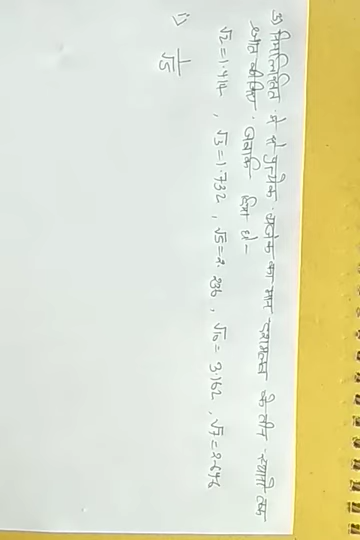 3) निम्नलिखित में से प्रत्येक व्यंजक का मान दशमलव के तीन स्थानों तक
ज्ञात कीजिए जबकि दिया है-
√2 = 1.414 , √3 = 1.732 , √5 = 2.236 , √10 = 3.162 , √7 = 2.646
i) 1/√5